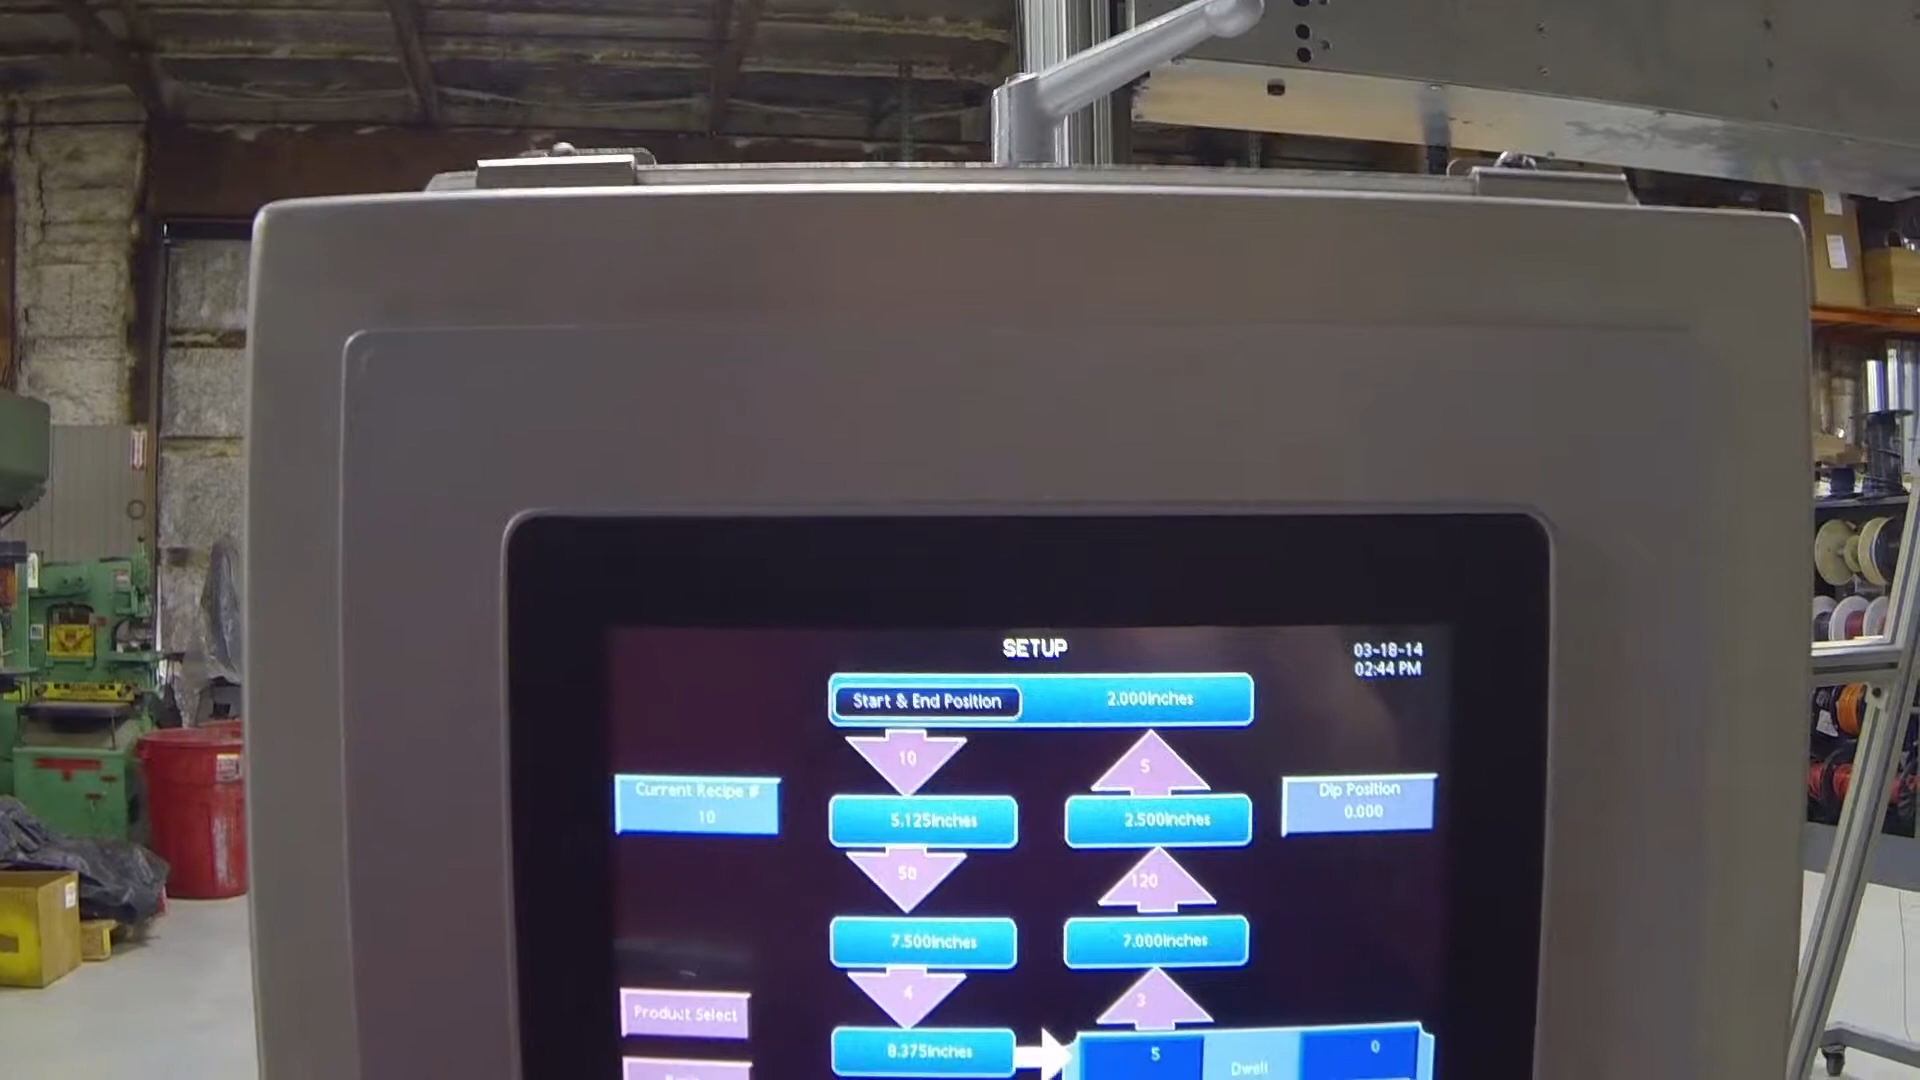 SETUP
03-18-14
02:44 PM
Start & End Position
2.000inches
10
5
Current Recipe #
10
5.125inches
2.500inches
Dip Position
0.000
50
120
7.500inches
7.000inches
4
3
Product Select
8.375inches
5
Dwell
0